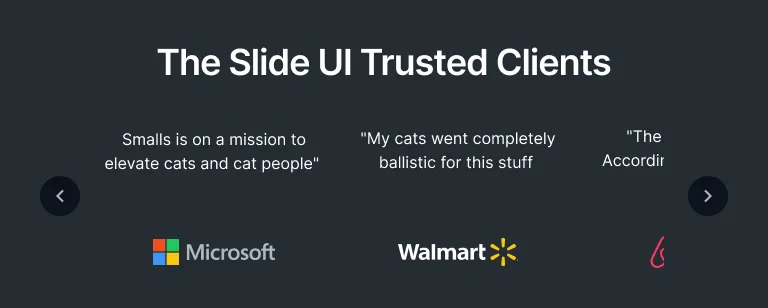 The Slide UI Trusted Clients
Smalls is on a mission to
elevate cats and cat people"
"My cats went completely
ballistic for this stuff
"The
Accordin
Microsoft
Walmart